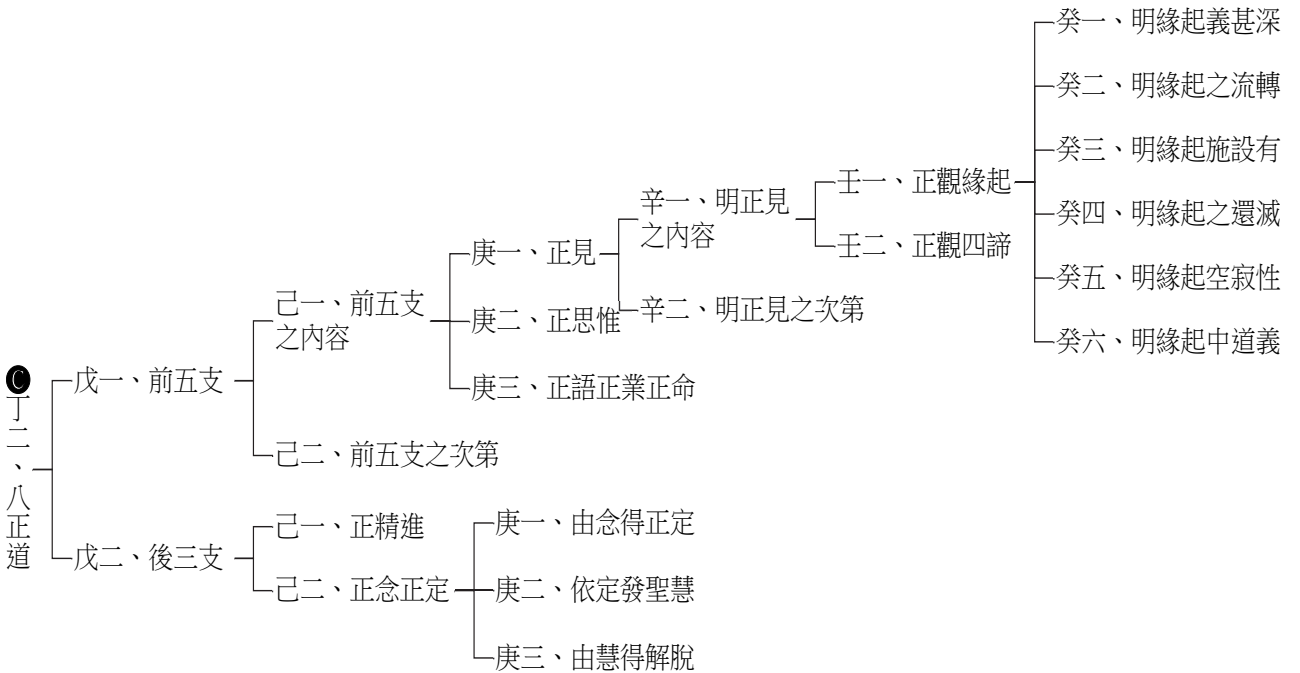 Ⓒ丁二、八正道
戊一、前五支
己一、前五支
之內容
庚一、正見
辛一、明正見
之內容
壬一、正觀緣起
癸一、明緣起義甚深
癸二、明緣起之流轉
癸三、明緣起施設有
癸四、明緣起之還滅
癸五、明緣起空寂性
癸六、明緣起中道義
壬二、正觀四諦
辛二、明正見之次第
庚二、正思惟
庚三、正語正業正命
己二、前五支之次第
戊二、後三支
己一、正精進
己二、正念正定
庚一、由念得正定
庚二、依定發聖慧
庚三、由慧得解脫